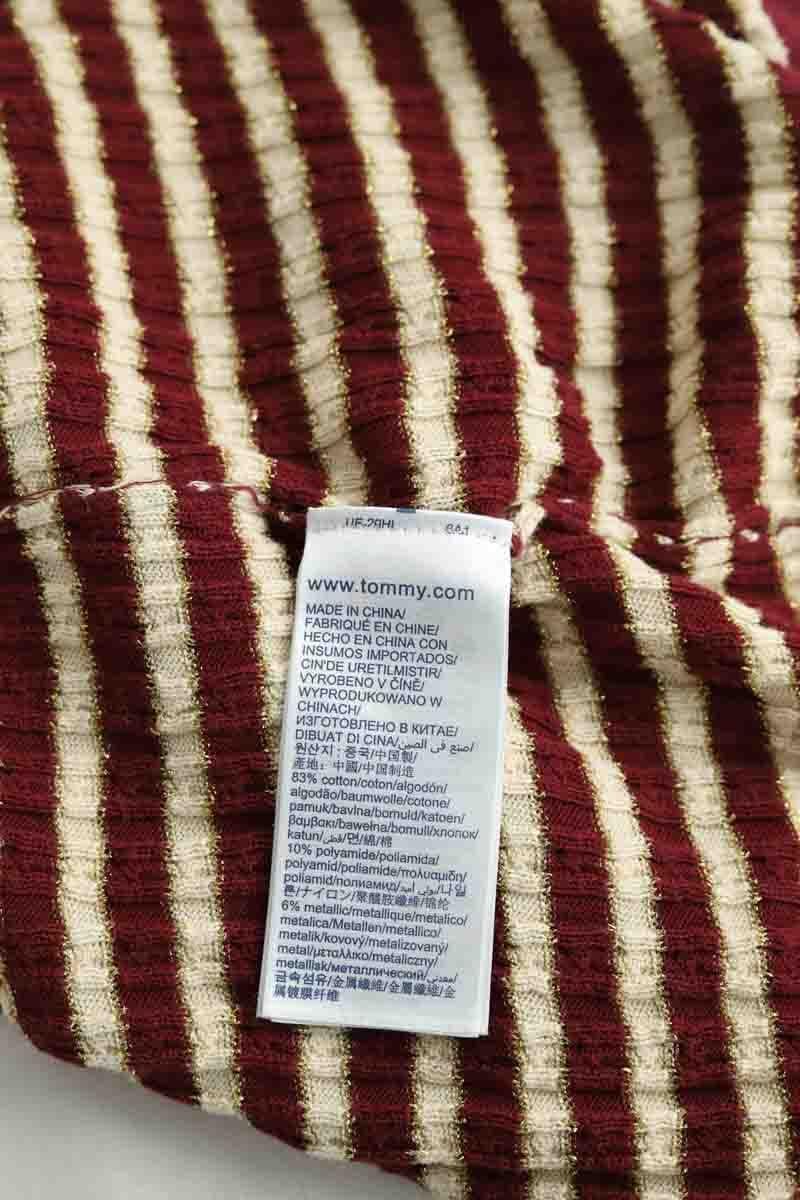 www.tommy.com
MADE IN CHINA/
FABRIQUÉ EN CHINE/
HECHO EN CHINA CON
INSUMOS IMPORTADOS/
CIN'DE URETILMISTIR/
VYROBENO V ČÍNĚ/
WYPRODUKOWANO W
CHINACH/
ИЗГОТОВЛЕНО В КИТАЕ/
DIBUAT DI CINA/صنع في الصين/
원산지 : 중국/中国製/
產地: 中國/中国制造
83% cotton/coton/algodón/
algodão/baumwolle/cotone/
pamuk/bavlna/bomuld/katoen/
βαμβακι/bawełna/bomull/хлопок/
katun/قطن/면/綿/棉
10% polyamide/poliamida/
polyamid/poliamide/πολυαμιδη/
poliamid/полиамид/بولي اميد/나일
론/ナイロン/聚醯胺纖維/锦纶
6% metallic/metallique/metalico/
metalica/Metallen/metallico/
metalik/kovový/metalizovaný/
metal/μεταλλικο/metaliczny/
metallisk/металлический/معدني/
금속섬유/金属繊維/金屬纖維/金
属镀膜纤维